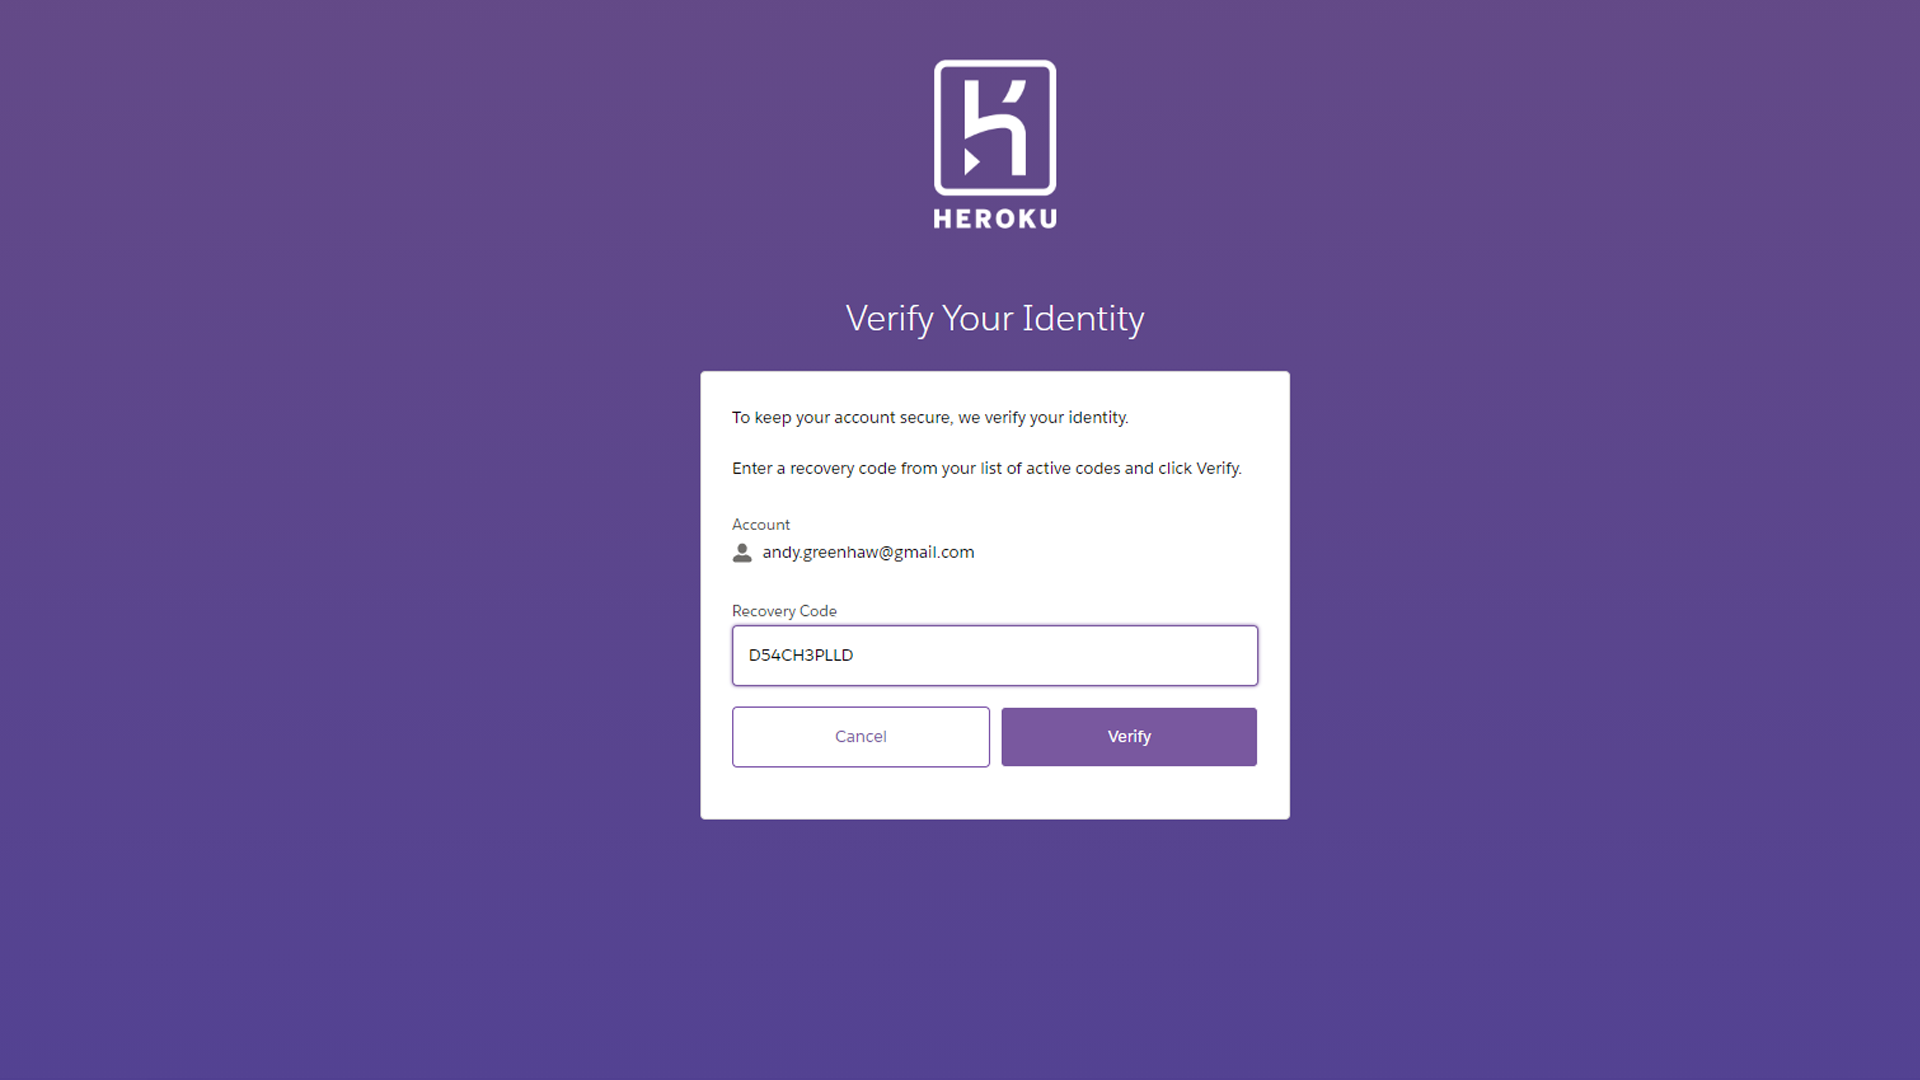 HEROKU
Verify Your Identity
To keep your account secure, we verify your identity.
Enter a recovery code from your list of active codes and click Verify.
Account
andy.greenhaw@gmail.com
Recovery Code
D54CH3PLLD
Cancel
Verify